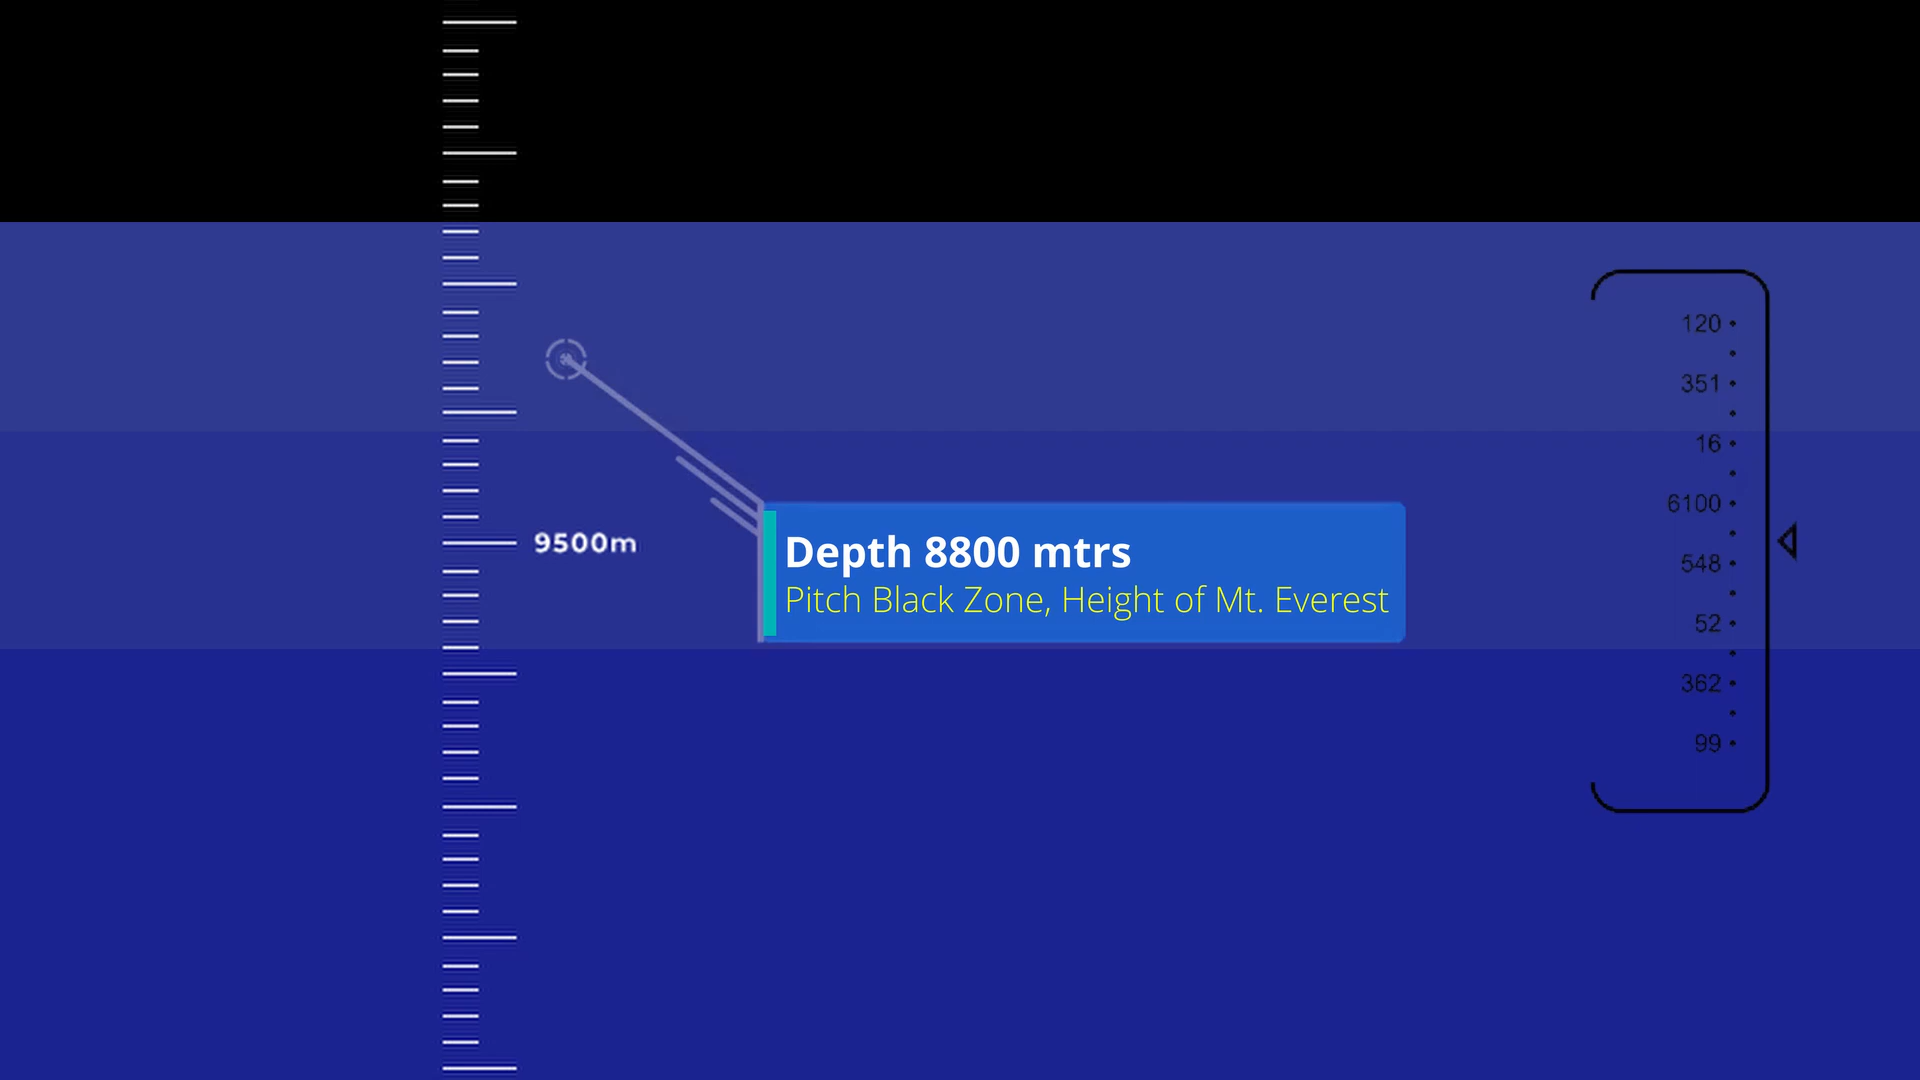 9500m
Depth 8800 mtrs
Pitch Black Zone, Height of Mt. Everest
120
351
16
6100
548
52
362
99